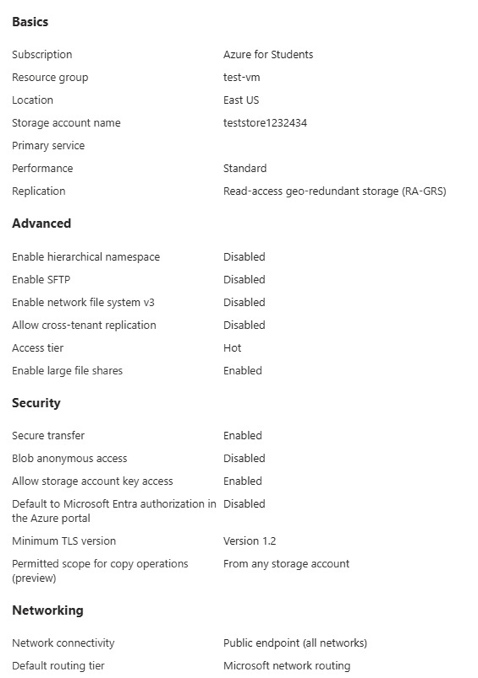 Basics
Subscription Azure for Students
Resource group test-vm
Location East US
Storage account name teststore1232434
Primary service
Performance Standard
Replication Read-access geo-redundant storage (RA-GRS)
Advanced
Enable hierarchical namespace Disabled
Enable SFTP Disabled
Enable network file system v3 Disabled
Allow cross-tenant replication Disabled
Access tier Hot
Enable large file shares Enabled
Security
Secure transfer Enabled
Blob anonymous access Disabled
Allow storage account key access Enabled
Default to Microsoft Entra authorization in Disabled
the Azure portal
Minimum TLS version Version 1.2
Permitted scope for copy operations From any storage account
(preview)
Networking
Network connectivity Public endpoint (all networks)
Default routing tier Microsoft network routing